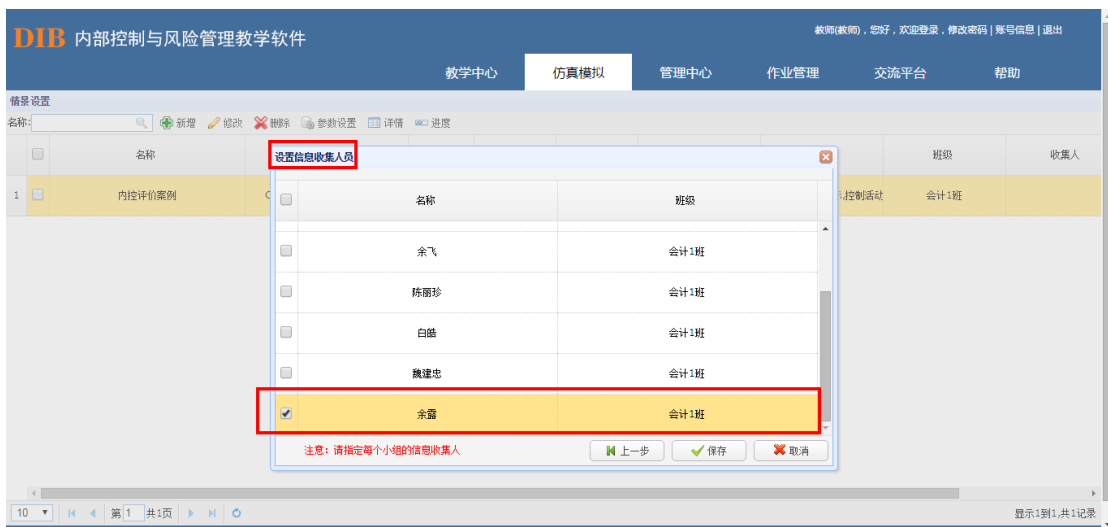 DIB 内部控制与风险管理教学软件
教师(教师)，您好，欢迎登录，修改密码 | 账号信息 | 退出
教学中心 仿真模拟 管理中心 作业管理 交流平台 帮助
情景设置
名称: 新增 修改 删除 参数设置 详情 进度
名称 班级 收集人
1 内控评价案例 ,控制活动 会计1班
设置信息收集人员
名称 班级
余飞 会计1班
陈丽珍 会计1班
白皓 会计1班
魏建忠 会计1班
余露 会计1班
注意：请指定每个小组的信息收集人 上一步 保存 取消
10 第 1 共1页 显示1到1,共1记录